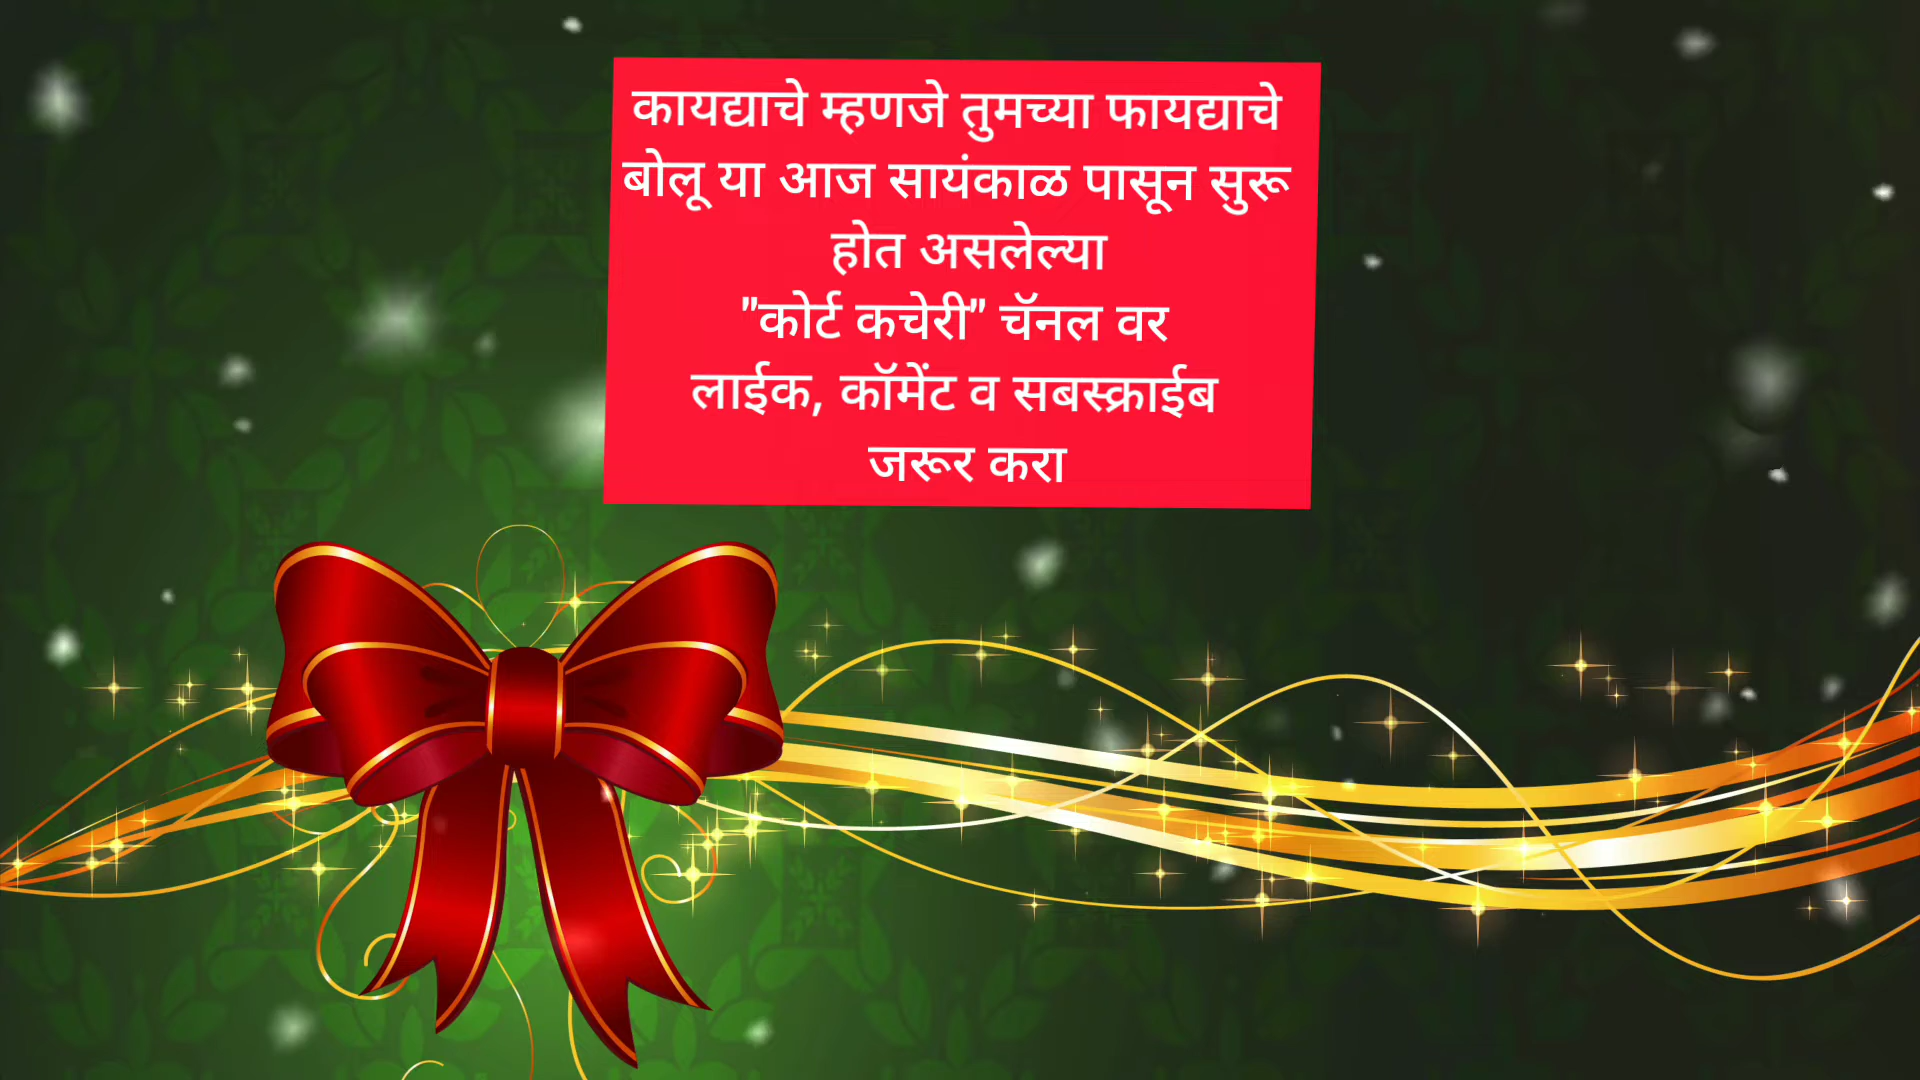 कायद्याचे म्हणजे तुमच्या फायद्याचे
बोलू या आज सायंकाळ पासून सुरू
होत असलेल्या
"कोर्ट कचेरी" चॅनल वर
लाईक, कॉमेंट व सबस्क्राईब
जरूर करा